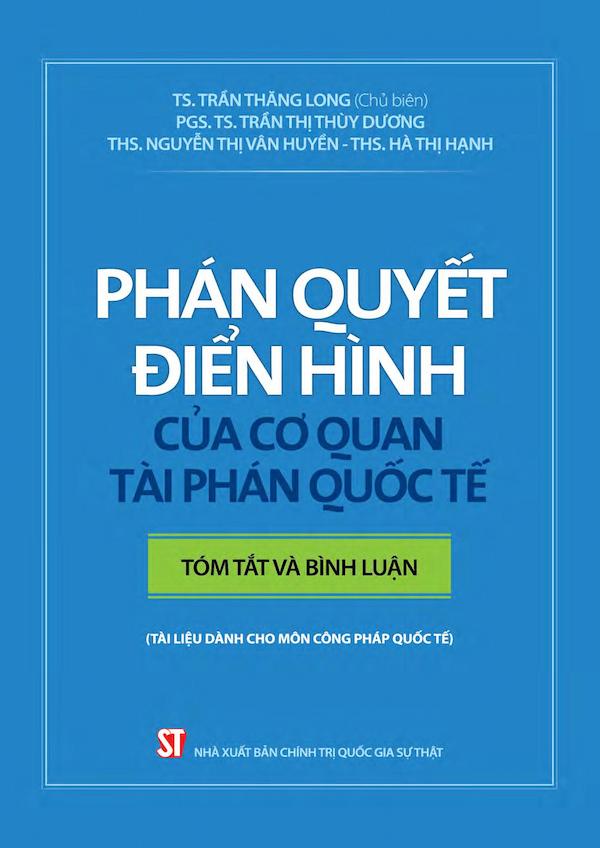 TS. TRẦN THĂNG LONG (Chủ biên)
PGS. TS. TRẦN THỊ THÙY DƯƠNG
THS. NGUYỄN THỊ VÂN HUYỀN - THS. HÀ THỊ HẠNH
PHÁN QUYẾT
ĐIỂN HÌNH
CỦA CƠ QUAN
TÀI PHÁN QUỐC TẾ
TÓM TẮT VÀ BÌNH LUẬN
(TÀI LIỆU DÀNH CHO MÔN CÔNG PHÁP QUỐC TẾ)
ST NHÀ XUẤT BẢN CHÍNH TRỊ QUỐC GIA SỰ THẬT